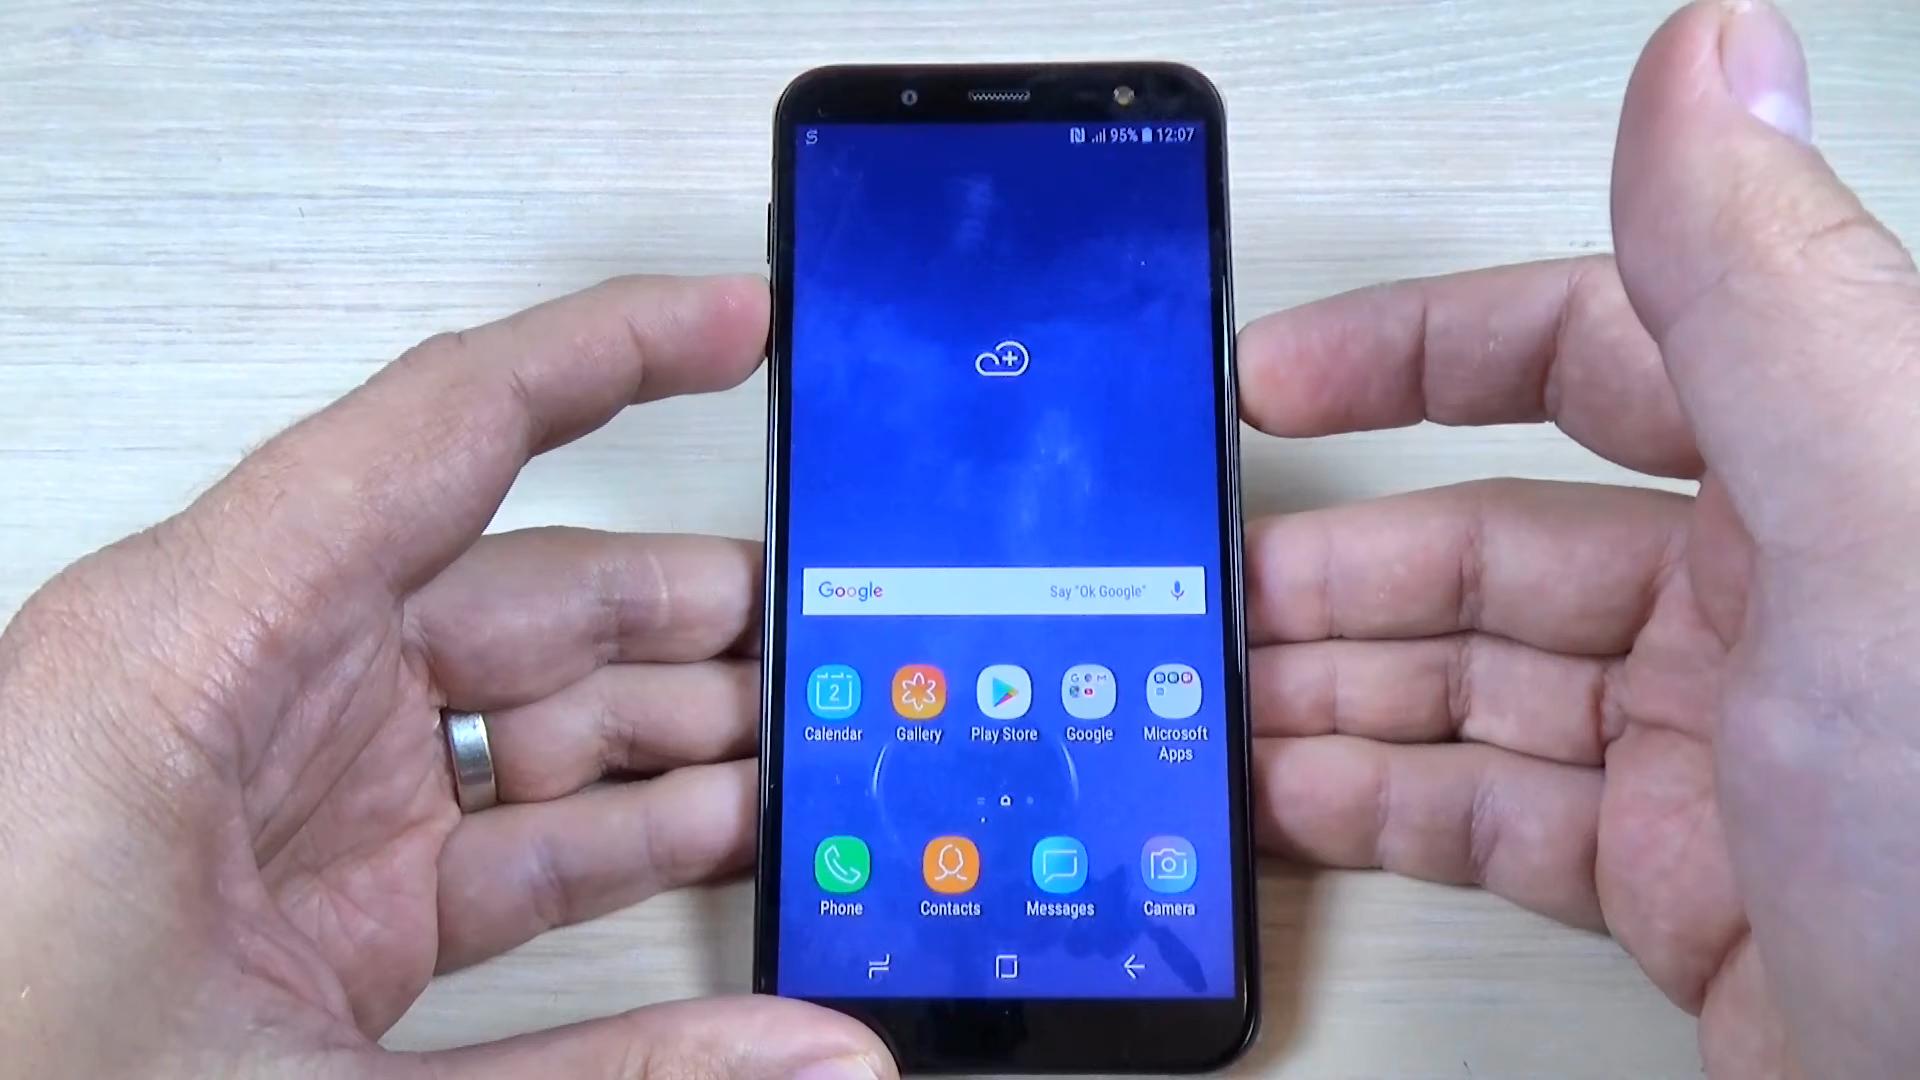 95% 12:07
Google Say "Ok Google"
2
Calendar Gallery Play Store Google Microsoft Apps
Phone Contacts Messages Camera